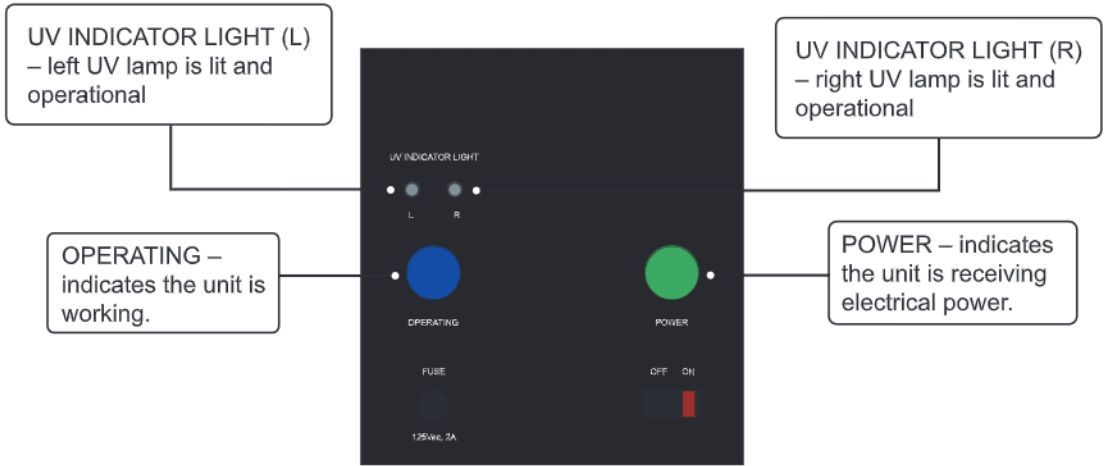 UV INDICATOR LIGHT (L)
– left UV lamp is lit and
operational
UV INDICATOR LIGHT (R)
– right UV lamp is lit and
operational
UV INDICATOR LIGHT
L R
OPERATING –
indicates the unit is
working.
POWER – indicates
the unit is receiving
electrical power.
OPERATING
POWER
FUSE
OFF ON
125Vac, 2A